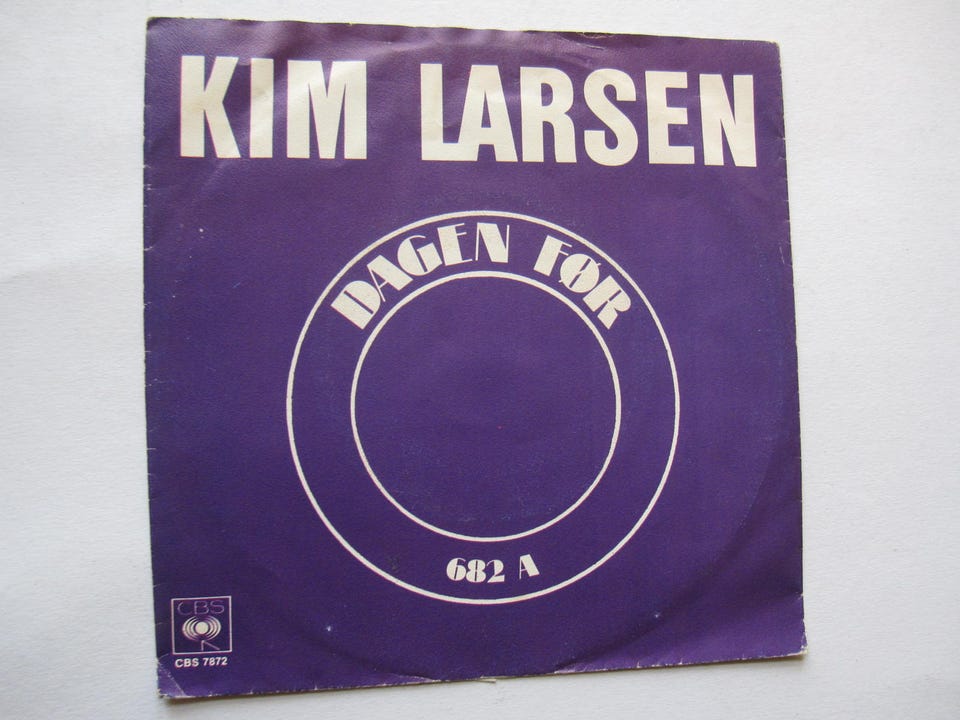 KIM LARSEN
DAGEN FØR
682 A
CBS
CBS 7872